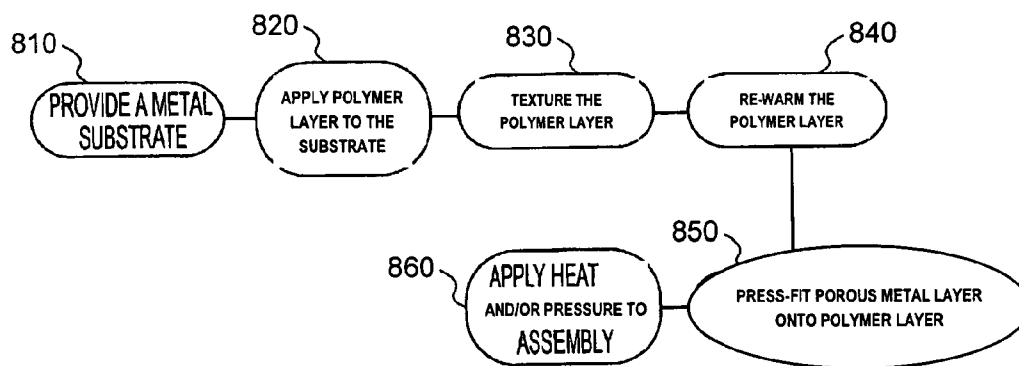 810
PROVIDE A METAL
SUBSTRATE
820
APPLY POLYMER
LAYER TO THE
SUBSTRATE
830
TEXTURE THE
POLYMER LAYER
840
RE-WARM THE
POLYMER LAYER
850
PRESS-FIT POROUS METAL LAYER
ONTO POLYMER LAYER
860
APPLY HEAT
AND/OR PRESSURE TO
ASSEMBLY